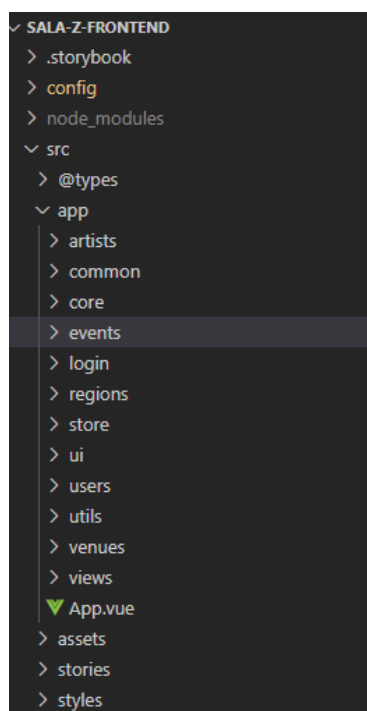 SALA-Z-FRONTEND
.storybook
config
node_modules
src
@types
app
artists
common
core
events
login
regions
store
ui
users
utils
venues
views
App.vue
assets
stories
styles